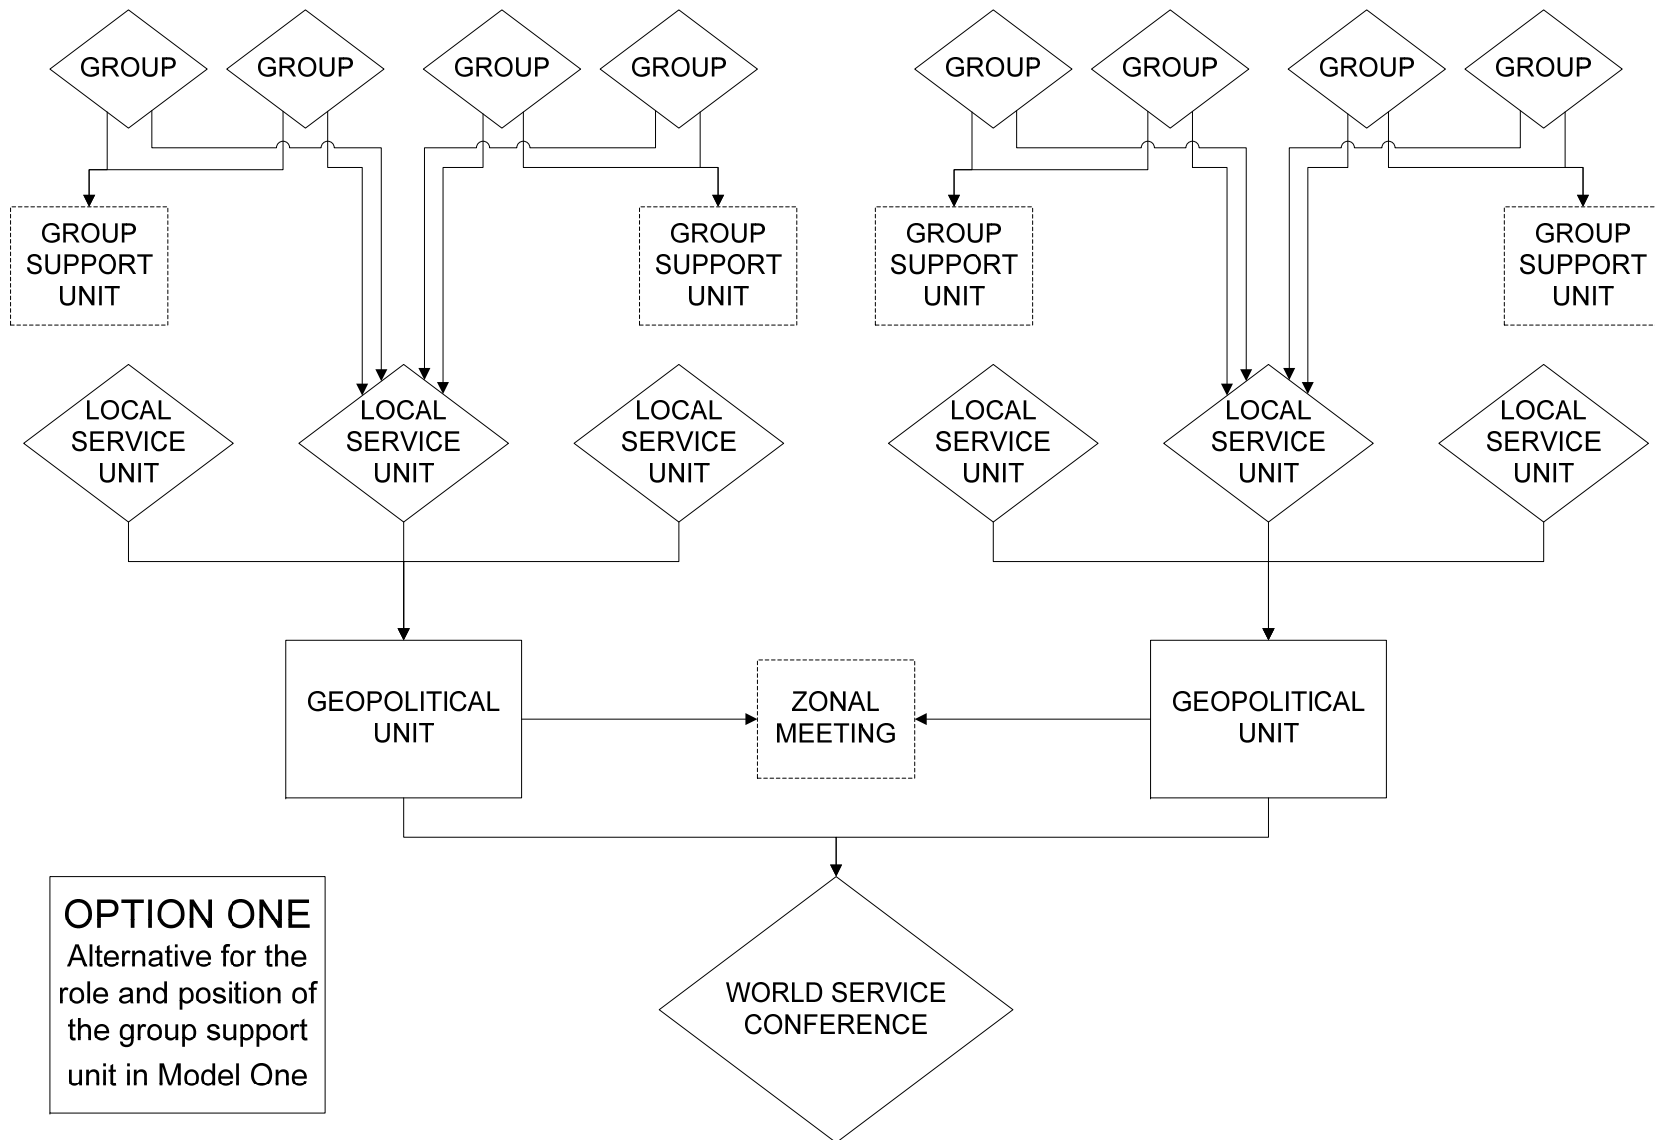 GROUP
GROUP
GROUP
GROUP
GROUP
GROUP
GROUP
GROUP
GROUP
SUPPORT
UNIT
GROUP
SUPPORT
UNIT
GROUP
SUPPORT
UNIT
GROUP
SUPPORT
UNIT
LOCAL
SERVICE
UNIT
LOCAL
SERVICE
UNIT
LOCAL
SERVICE
UNIT
LOCAL
SERVICE
UNIT
LOCAL
SERVICE
UNIT
LOCAL
SERVICE
UNIT
GEOPOLITICAL
UNIT
ZONAL
MEETING
GEOPOLITICAL
UNIT
OPTION ONE
Alternative for the
role and position of
the group support
unit in Model One
WORLD SERVICE
CONFERENCE